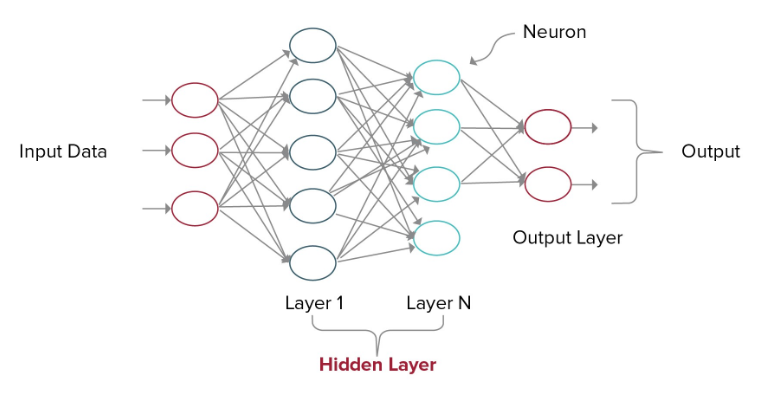 Neuron
Input Data
Output
Output Layer
Layer 1
Layer N
Hidden Layer